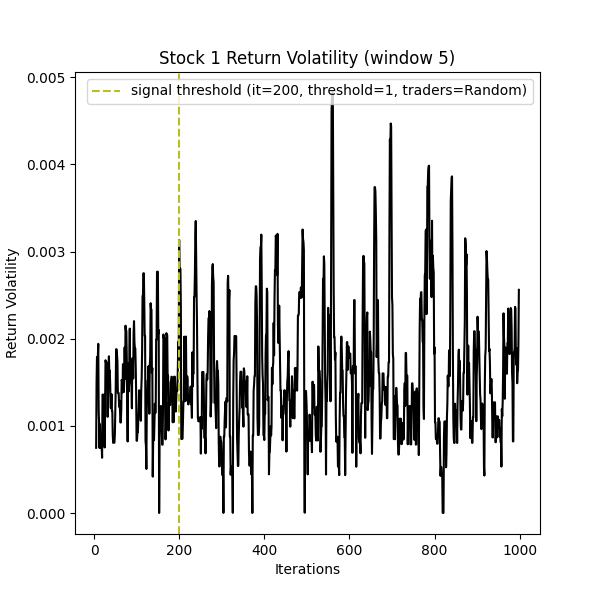 Stock 1 Return Volatility (window 5)
signal threshold (it=200, threshold=1, traders=Random)
0.005
0.004
0.003
0.002
0.001
0.000
Return Volatility
0 200 400 600 800 1000
Iterations